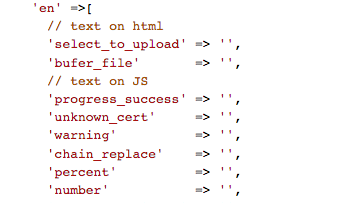 'en' =>[
// text on html
'select_to_upload' => '',
'bufer_file' => '',
// text on JS
'progress_success' => '',
'unknown_cert' => '',
'warning' => '',
'chain_replace' => '',
'percent' => '',
'number' => '',